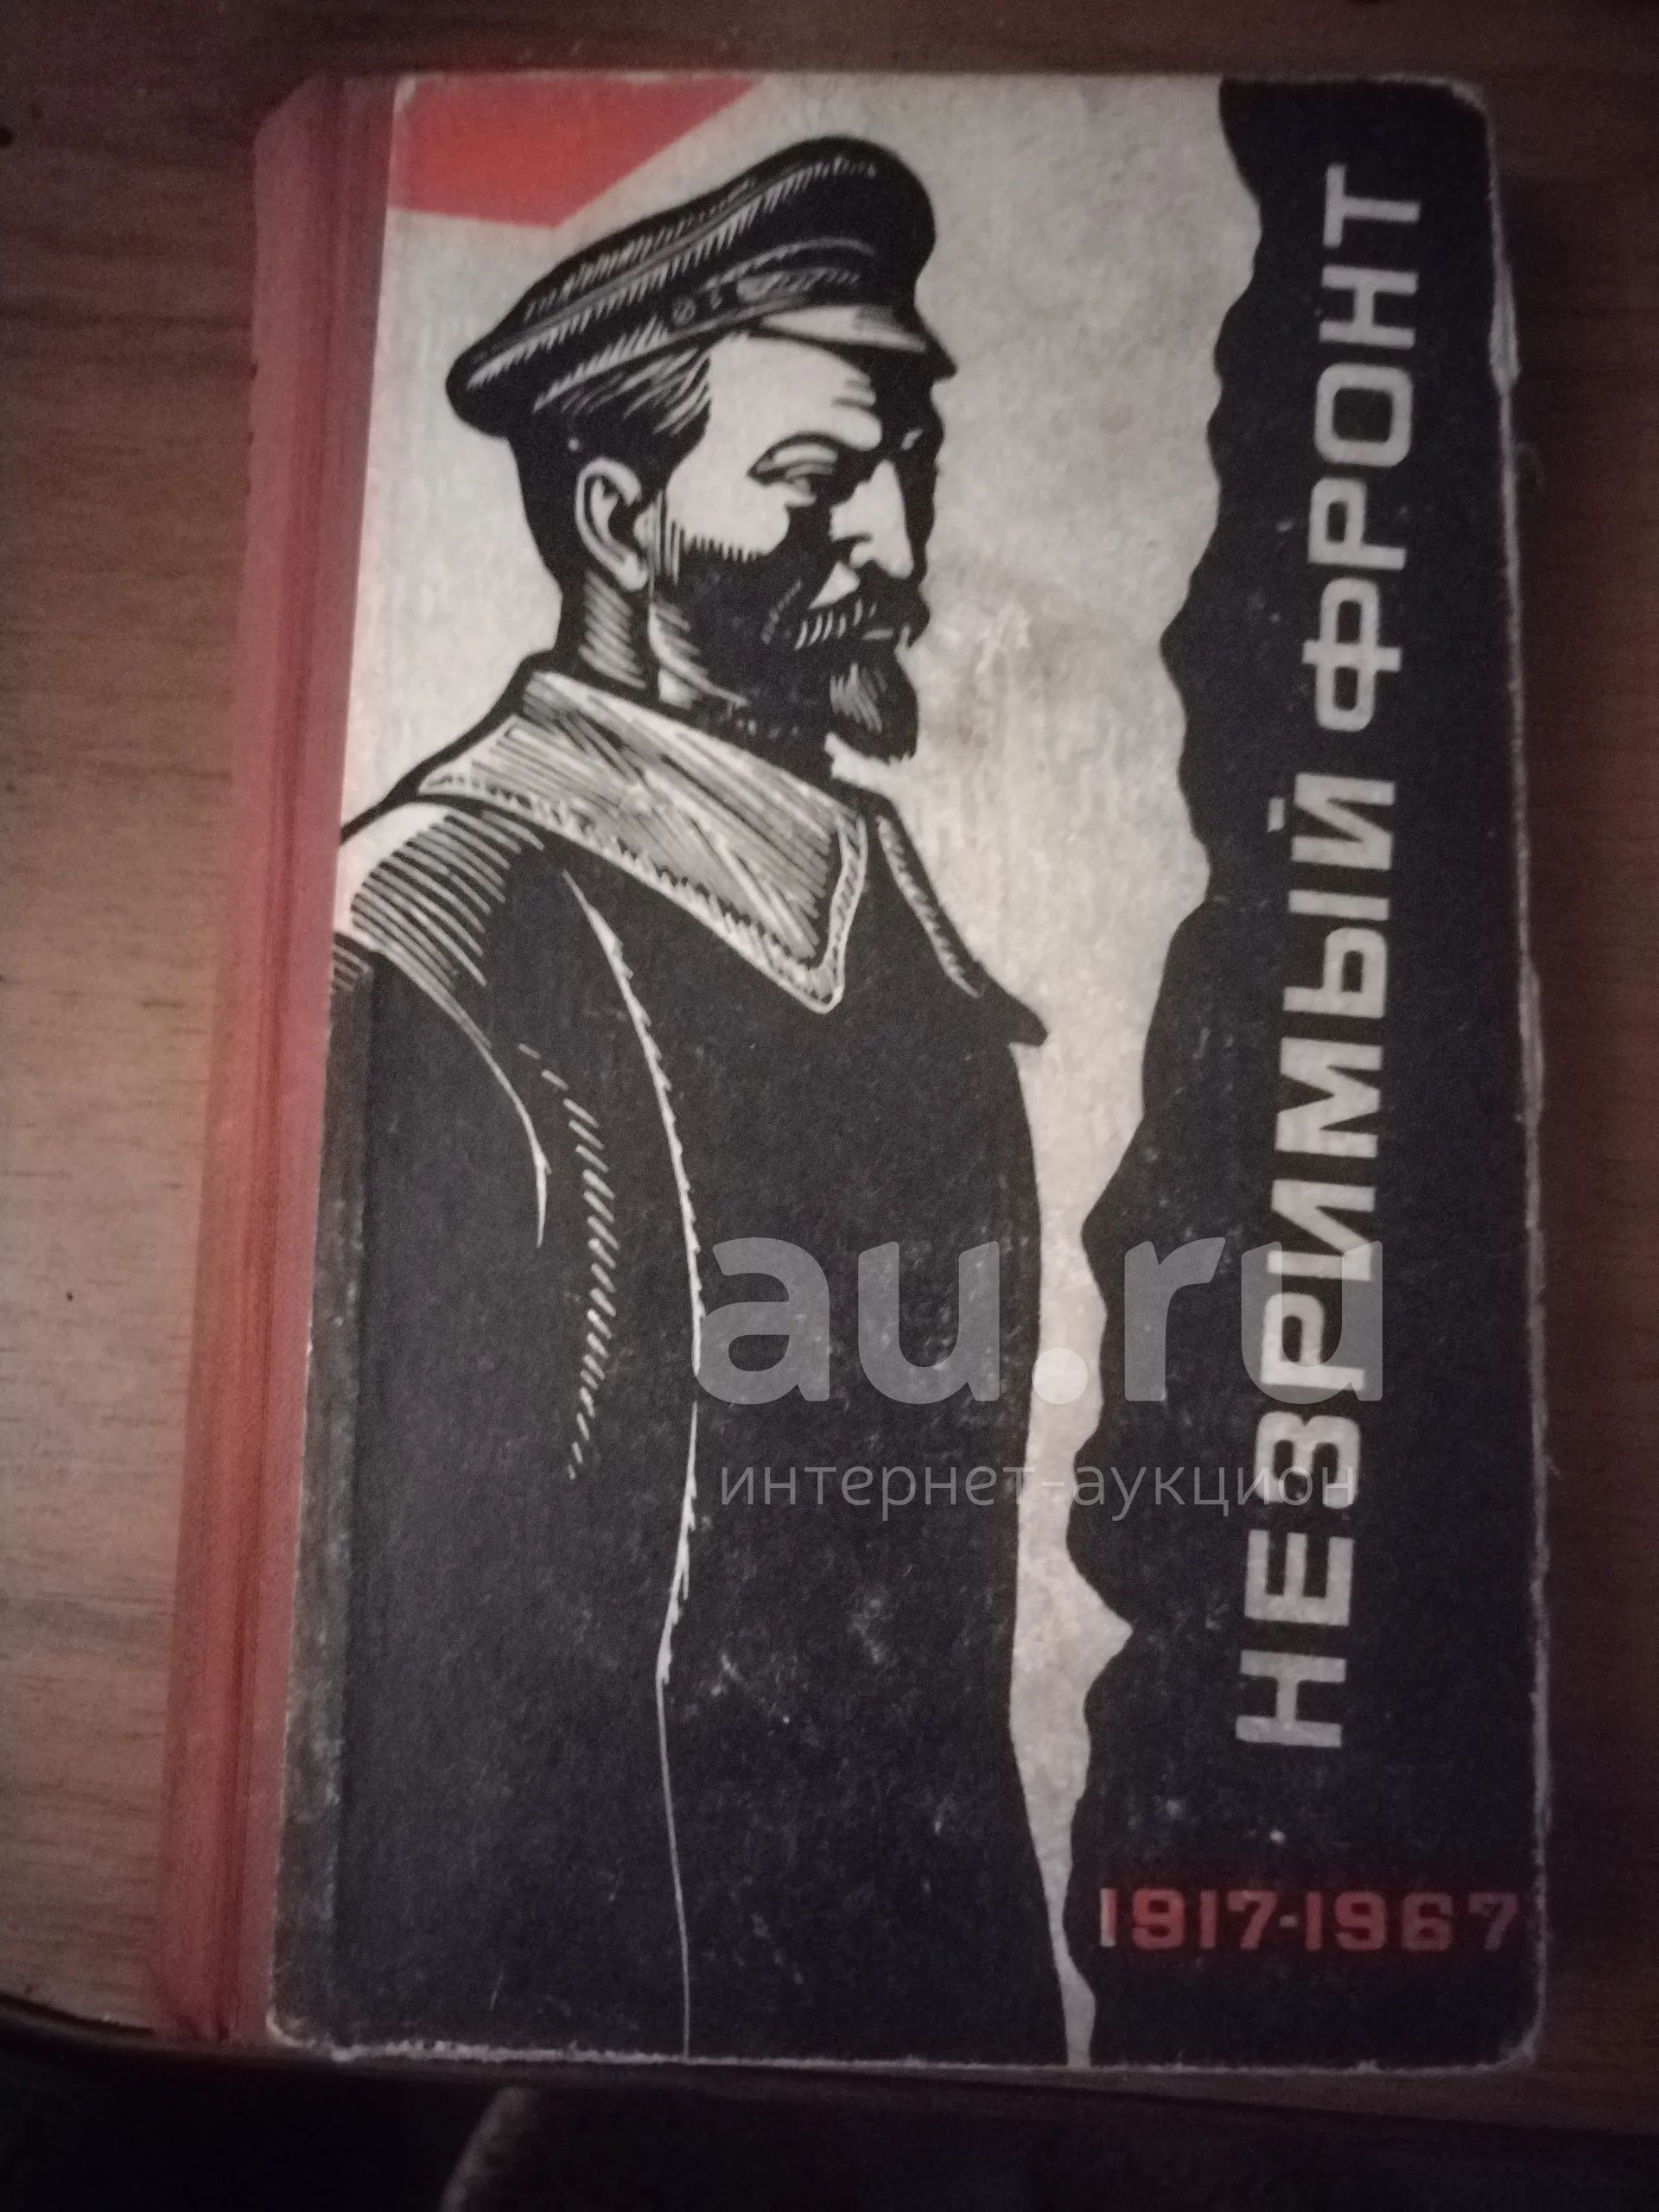 НЕЗРИМЫЙ ФРОНТ
1917-1967
au.ru
интернет-аукцион